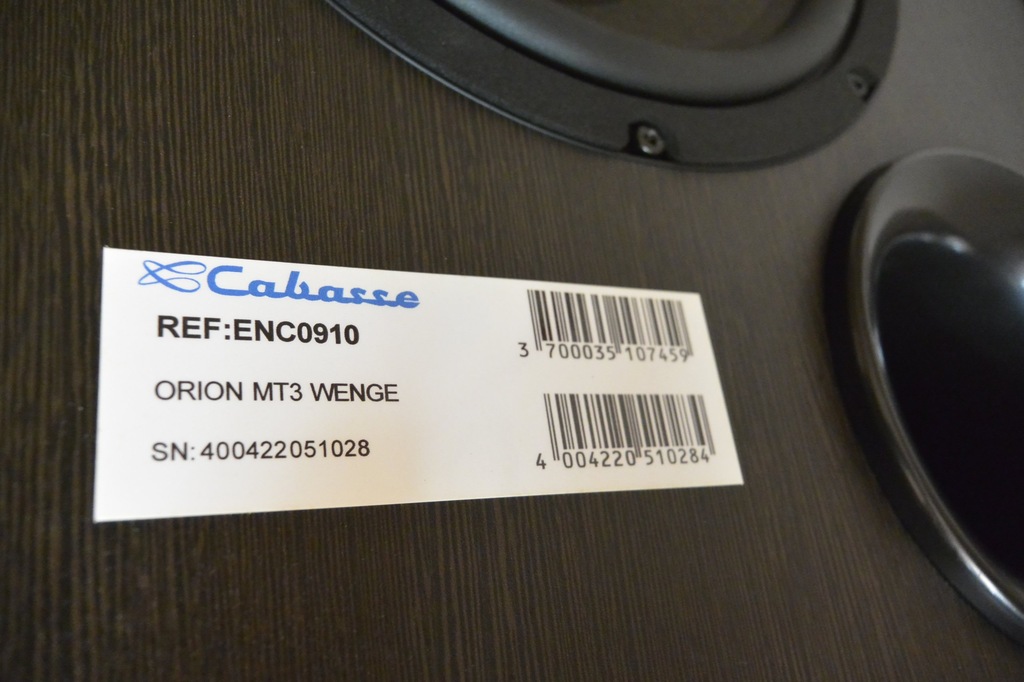 Cabasse
REF:ENC0910
ORION MT3 WENGE
SN: 400422051028
3 700035 107459
4 004220 510284